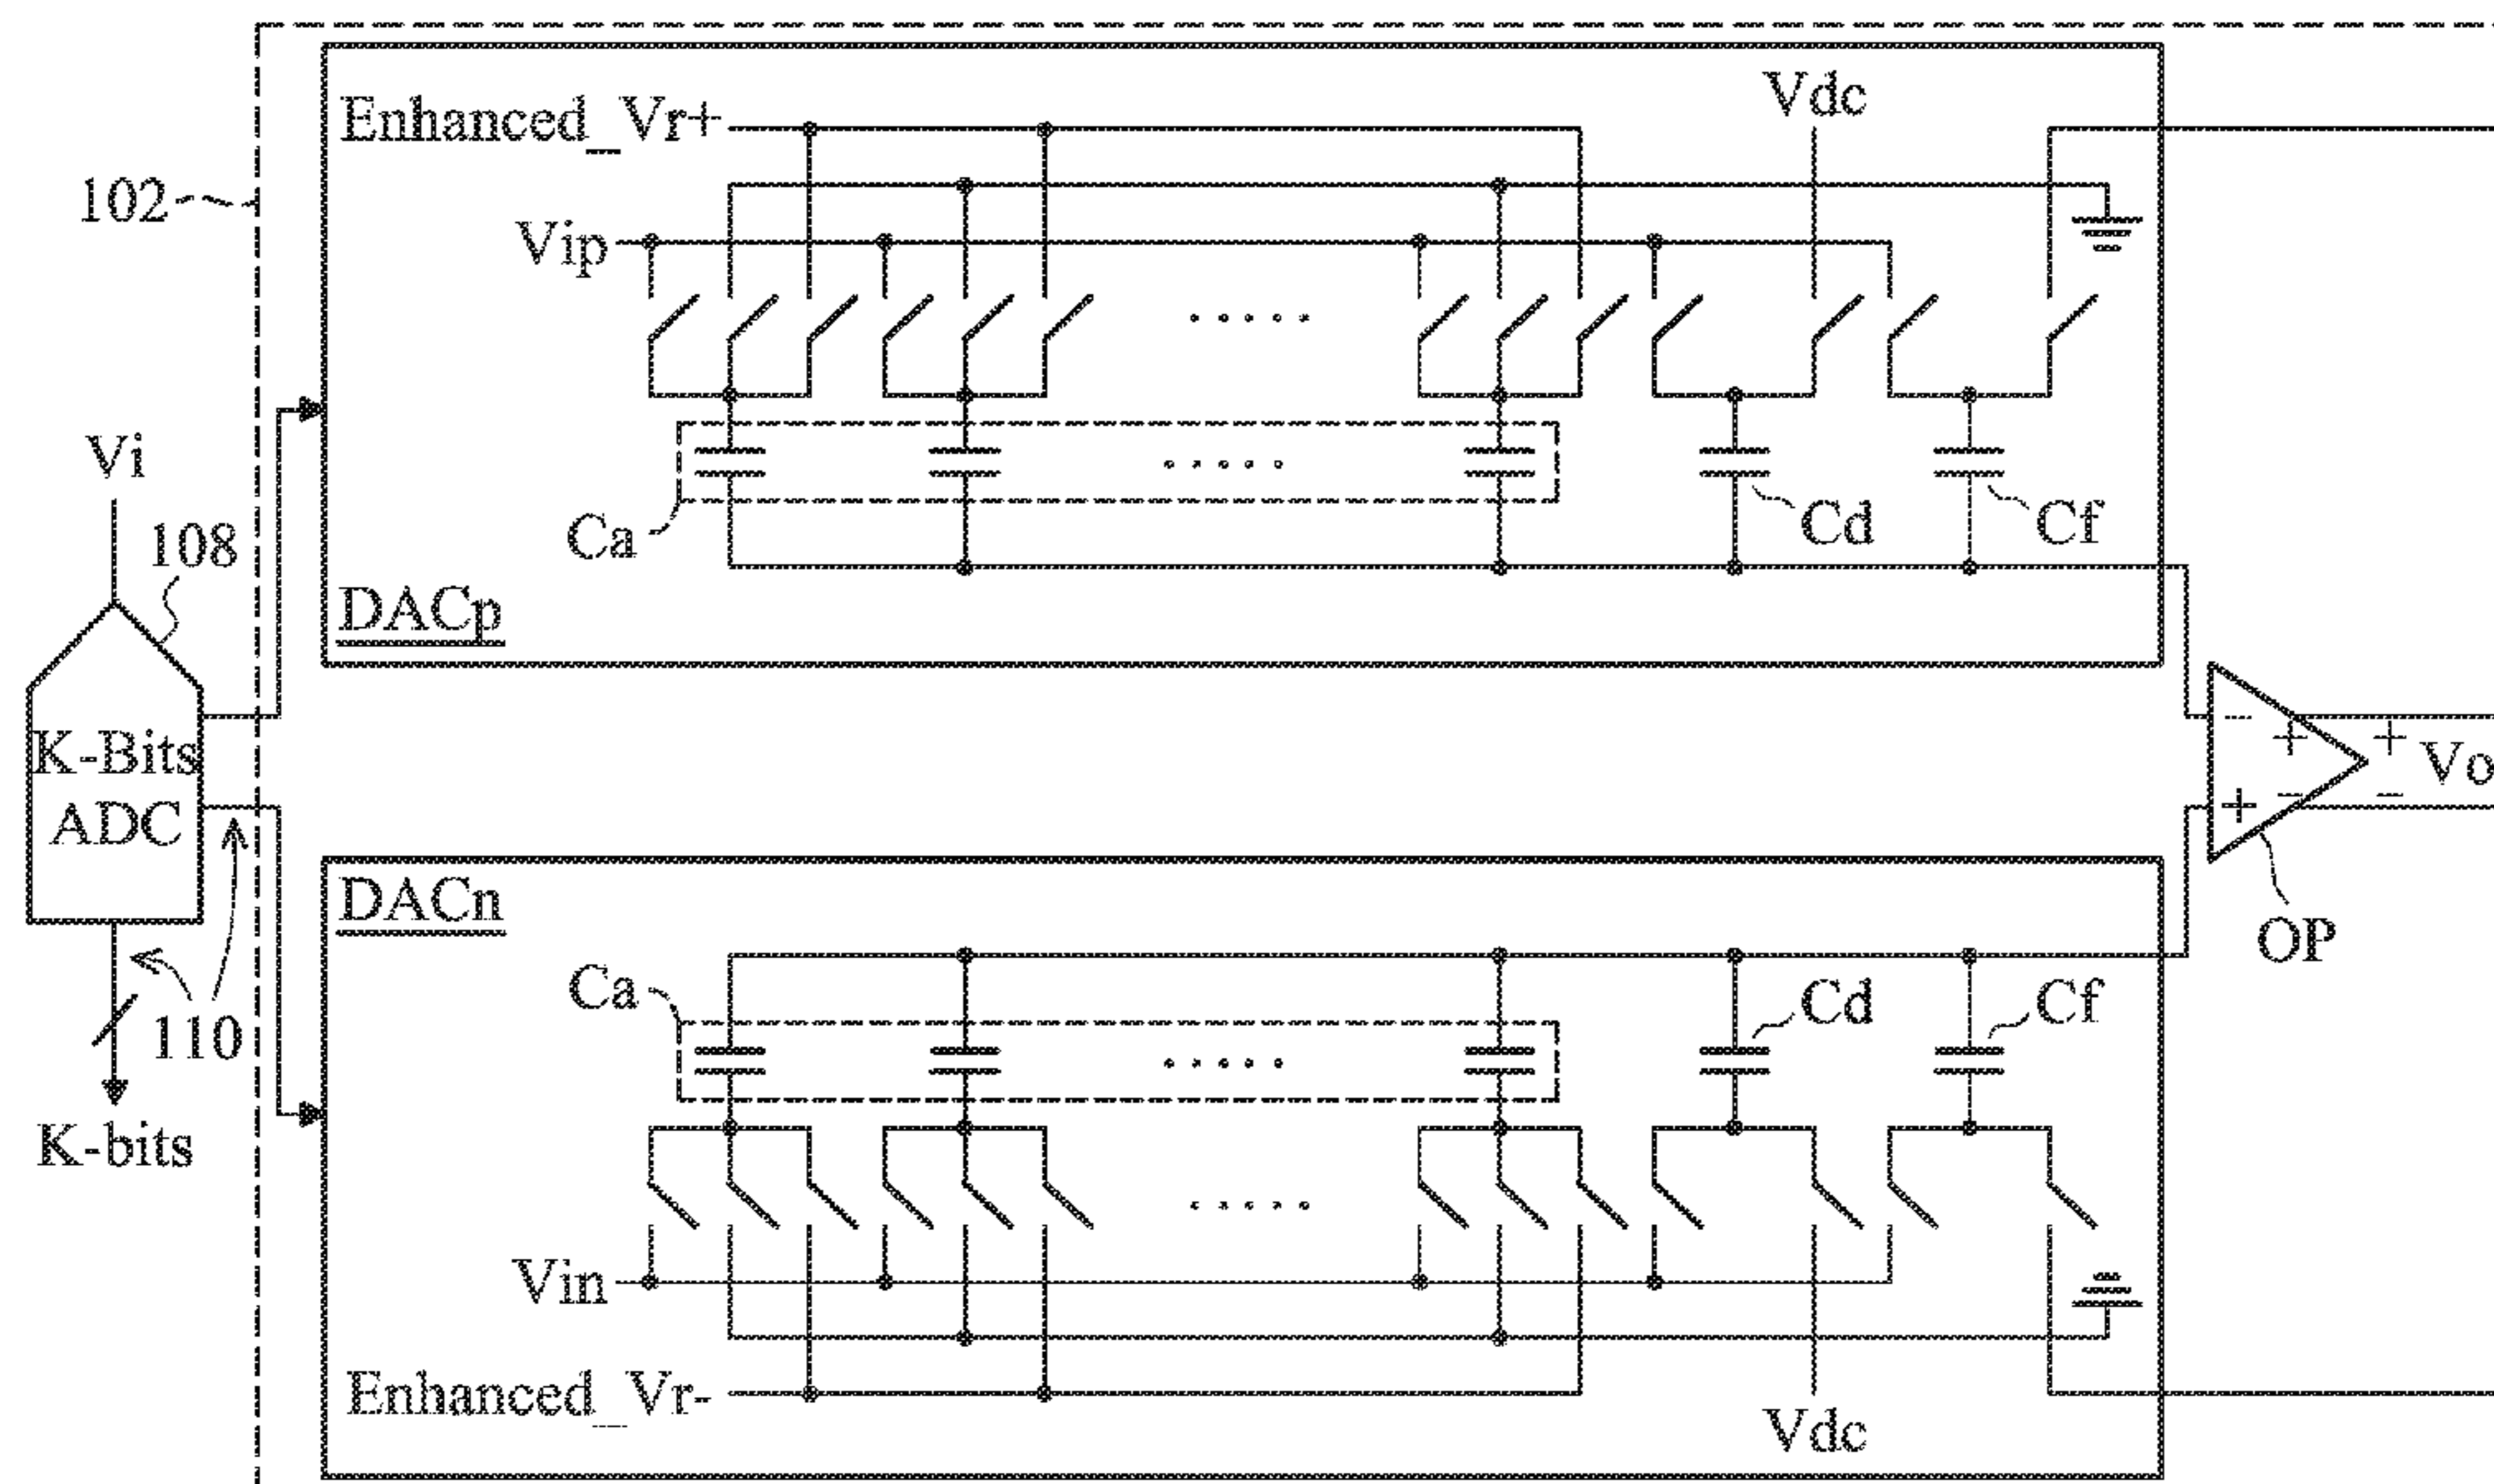 Enhanced_Vr+
Vdc
102
Vip
Vi
108
Ca
Cd
Cf
DACp
K-Bits
ADC
-
+
+
Vo
+
-
-
OP
DACn
Ca
Cd
Cf
110
K-bits
Vin
Enhanced_Vr-
Vdc